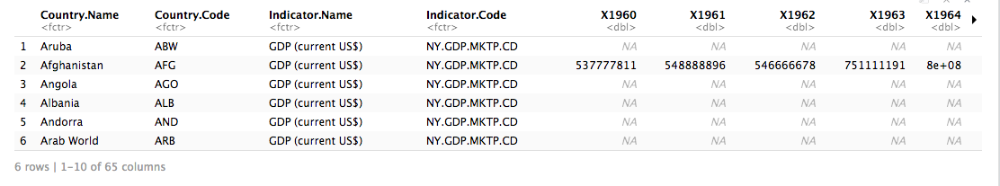 Country.Name Country.Code Indicator.Name Indicator.Code X1960 X1961 X1962 X1963 X1964
<fctr> <fctr> <fctr> <fctr> <dbl> <dbl> <dbl> <dbl> <dbl>
1 Aruba ABW GDP (current US$) NY.GDP.MKTP.CD NA NA NA NA NA
2 Afghanistan AFG GDP (current US$) NY.GDP.MKTP.CD 537777811 548888896 546666678 751111191 8e+08
3 Angola AGO GDP (current US$) NY.GDP.MKTP.CD NA NA NA NA NA
4 Albania ALB GDP (current US$) NY.GDP.MKTP.CD NA NA NA NA NA
5 Andorra AND GDP (current US$) NY.GDP.MKTP.CD NA NA NA NA NA
6 Arab World ARB GDP (current US$) NY.GDP.MKTP.CD NA NA NA NA NA
6 rows | 1-10 of 65 columns